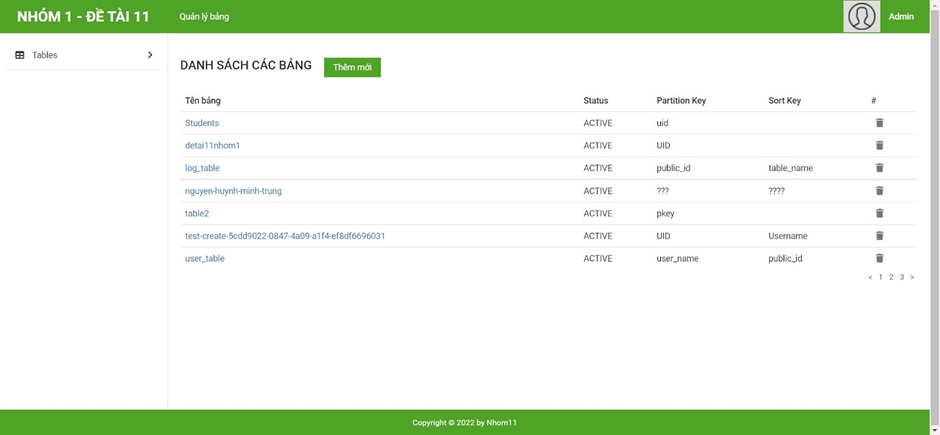 NHÓM 1 - ĐỀ TÀI 11 Quản lý bảng Admin
Tables
DANH SÁCH CÁC BẢNG Thêm mới
Tên bảng Status Partition Key Sort Key #
Students ACTIVE uid
detai11nhom1 ACTIVE UID
log_table ACTIVE public_id table_name
nguyen-huynh-minh-trung ACTIVE ??? ????
table2 ACTIVE pkey
test-create-5cdd9022-0847-4a09-a1f4-ef8df6696031 ACTIVE UID Username
user_table ACTIVE user_name public_id
< 1 2 3 >
Copyright © 2022 by Nhom11